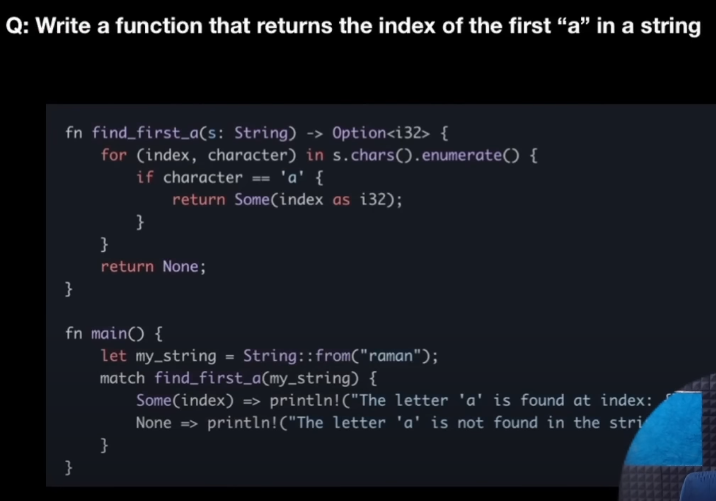 Q: Write a function that returns the index of the first “a” in a string
fn find_first_a(s: String) -> Option<i32> {
    for (index, character) in s.chars().enumerate() {
        if character == 'a' {
            return Some(index as i32);
        }
    }
    return None;
}
fn main() {
    let my_string = String::from("raman");
    match find_first_a(my_string) {
        Some(index) => println!("The letter 'a' is found at index:
        None => println!("The letter 'a' is not found in the stri
    }
}